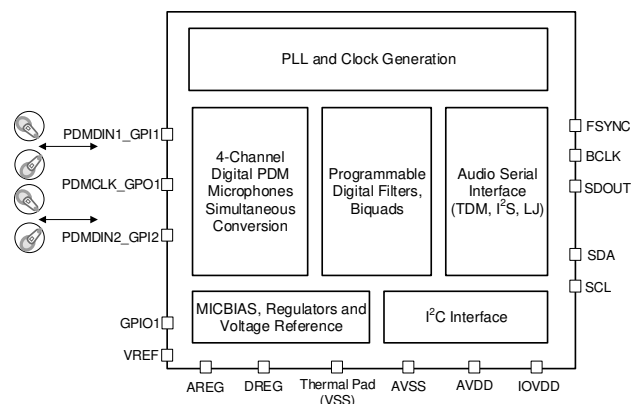 PLL and Clock Generation
PDMDIN1_GPI1
PDMCLK_GPO1
PDMDIN2_GPI2
GPIO1
VREF
4-Channel
Digital PDM
Microphones
Simultaneous
Conversion
Programmable
Digital Filters,
Biquads
Audio Serial
Interface
(TDM, I²S, LJ)
FSYNC
BCLK
SDOUT
SDA
SCL
MICBIAS, Regulators and
Voltage Reference
I²C Interface
AREG
DREG
Thermal Pad
(VSS)
AVSS
AVDD
IOVDD